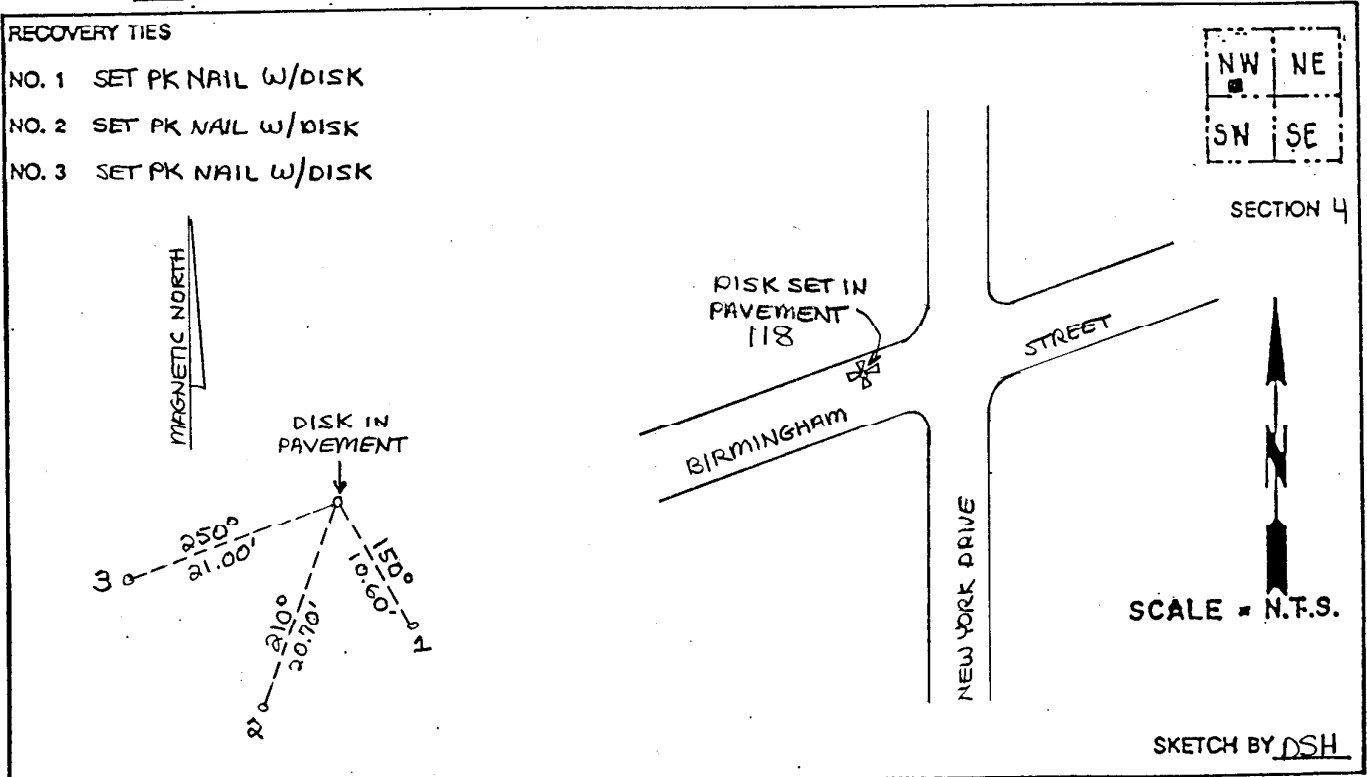 RECOVERY TIES
NO. 1 SET PK NAIL W/DISK
NO. 2 SET PK NAIL W/DISK
NO. 3 SET PK NAIL W/DISK
NW NE
SW SE
SECTION 4
MAGNETIC NORTH
DISK IN
PAVEMENT
250°
21.00'
3
210°
20.70'
2
150°
10.60'
1
DISK SET IN
PAVEMENT
118
BIRMINGHAM
STREET
NEW YORK DRIVE
N
SCALE = N.T.S.
SKETCH BY DSH